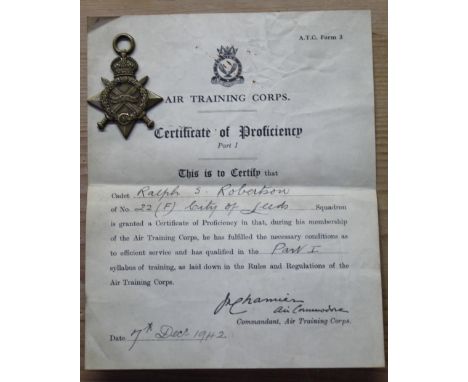 A.T.C. Form 3
AIR TRAINING CORPS.
Certificate of Proficiency
Part I
This is to Certify that
Cadet Ralph S. Robertson
of No. 22 (F) City of Leeds Squadron
is granted a Certificate of Proficiency in that, during his membership
of the Air Training Corps, he has fulfilled the necessary conditions as
to efficient service and has qualified in the Part I
syllabus of training, as laid down in the Rules and Regulations of the
Air Training Corps.
Chamier
Air Commodore
Commandant, Air Training Corps.
Date 7th Decr 1942